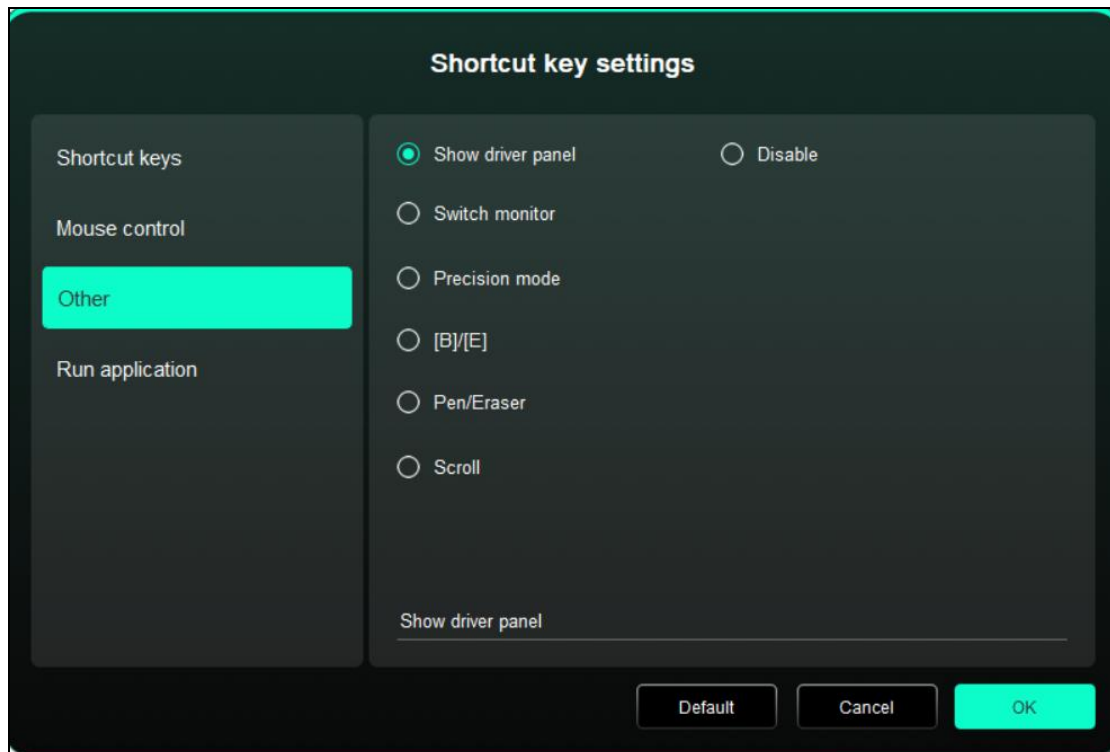 Shortcut key settings
Shortcut keys
Mouse control
Other
Run application
Show driver panel
Disable
Switch monitor
Precision mode
[B]/[E]
Pen/Eraser
Scroll
Show driver panel
Default
Cancel
OK